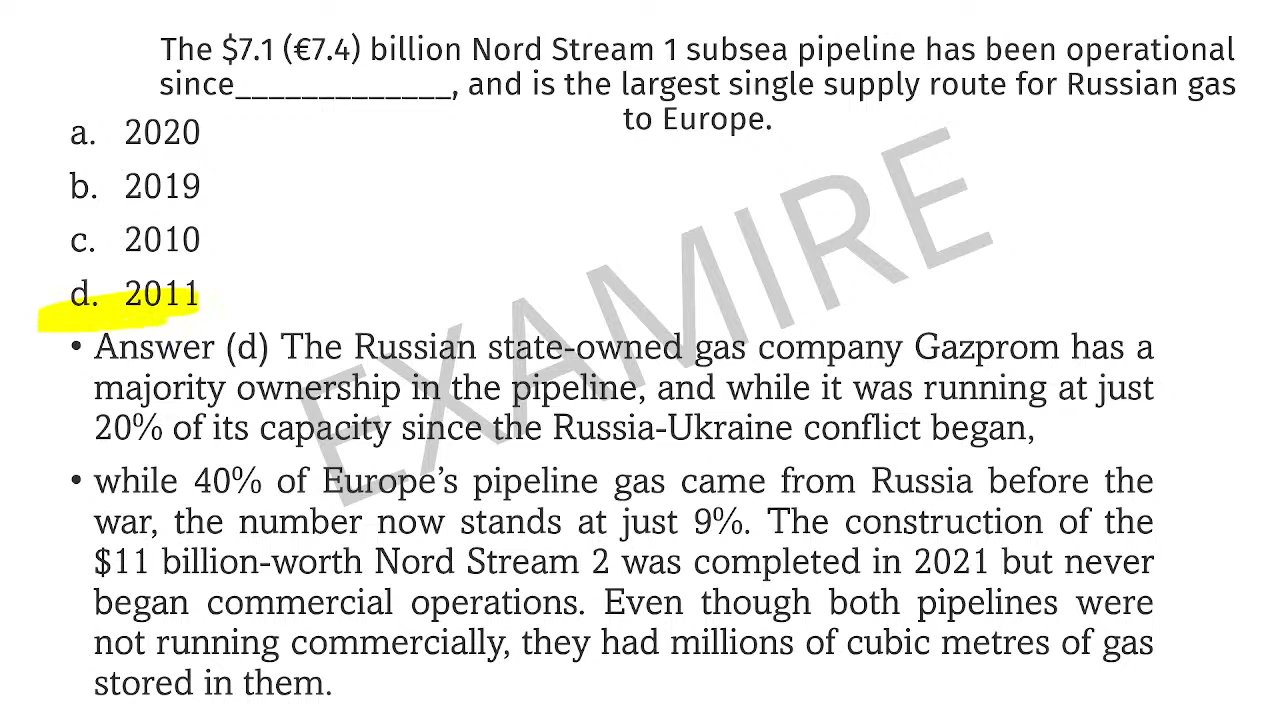 The $7.1 (€7.4) billion Nord Stream 1 subsea pipeline has been operational
since_____________, and is the largest single supply route for Russian gas
to Europe.
a. 2020
b. 2019
c. 2010
d. 2011
• Answer (d) The Russian state-owned gas company Gazprom has a
majority ownership in the pipeline, and while it was running at just
20% of its capacity since the Russia-Ukraine conflict began,
• while 40% of Europe's pipeline gas came from Russia before the
war, the number now stands at just 9%. The construction of the
$11 billion-worth Nord Stream 2 was completed in 2021 but never
began commercial operations. Even though both pipelines were
not running commercially, they had millions of cubic metres of gas
stored in them.
EXAMIRE